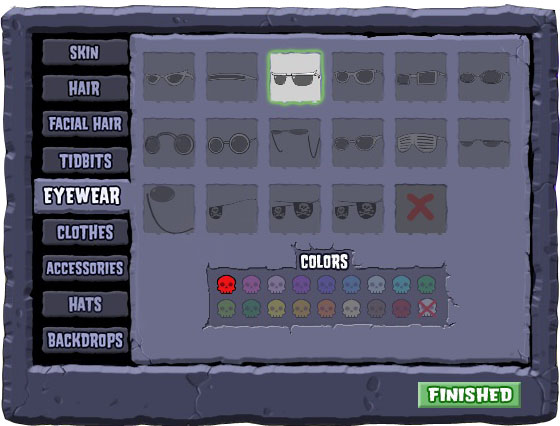 SKIN
HAIR
FACIAL HAIR
TIDBITS
EYEWEAR
CLOTHES
ACCESSORIES
HATS
BACKDROPS
COLORS
FINISHED